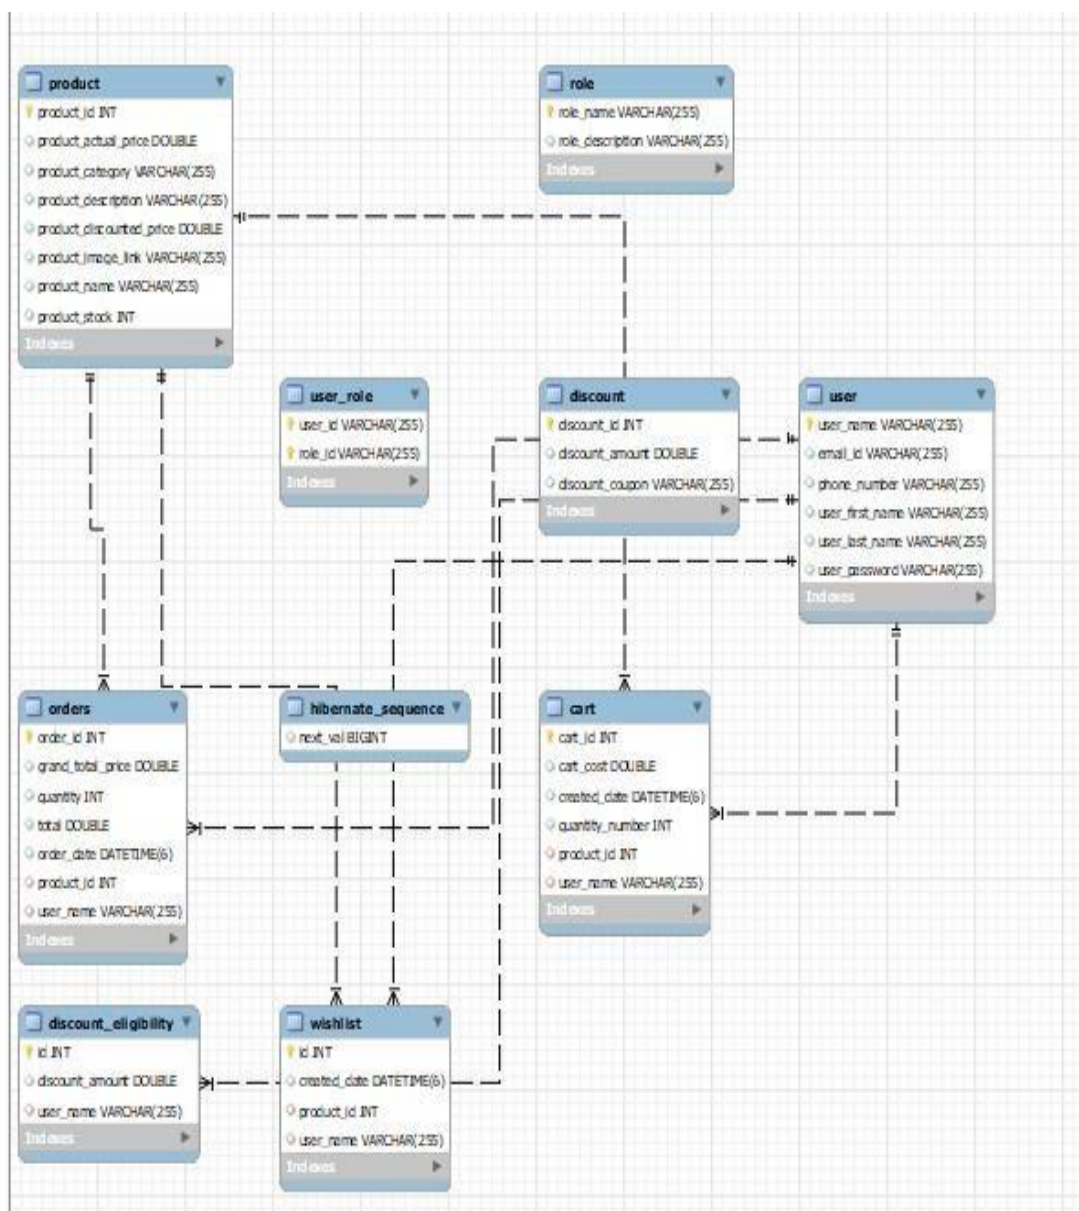 product
product_id INT
product_actual_price DOUBLE
product_category VARCHAR(255)
product_description VARCHAR(255)
product_discounted_price DOUBLE
product_image_link VARCHAR(255)
product_name VARCHAR(255)
product_stock INT
Indexes
role
role_name VARCHAR(255)
role_description VARCHAR(255)
Indexes
user_role
user_id VARCHAR(255)
role_id VARCHAR(255)
Indexes
discount
discount_id INT
discount_amount DOUBLE
discount_coupon VARCHAR(255)
Indexes
user
user_name VARCHAR(255)
email_id VARCHAR(255)
phone_number VARCHAR(255)
user_first_name VARCHAR(255)
user_last_name VARCHAR(255)
user_password VARCHAR(255)
Indexes
orders
order_id INT
grand_total_price DOUBLE
quantity INT
total DOUBLE
order_date DATETIME(6)
product_id INT
user_name VARCHAR(255)
Indexes
hibernate_sequence
next_val BIGINT
cart
cart_id INT
cart_cost DOUBLE
created_date DATETIME(6)
quantity_number INT
product_id INT
user_name VARCHAR(255)
Indexes
discount_eligibility
id INT
discount_amount DOUBLE
user_name VARCHAR(255)
Indexes
wishlist
id INT
created_date DATETIME(6)
product_id INT
user_name VARCHAR(255)
Indexes